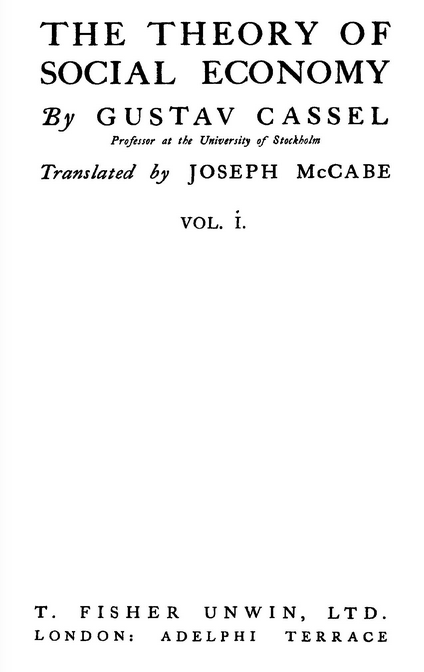 THE THEORY OF
SOCIAL ECONOMY
By GUSTAV CASSEL
Professor at the University of Stockholm
Translated by JOSEPH McCABE
VOL. I.
T. FISHER UNWIN, LTD.
LONDON: ADELPHI TERRACE